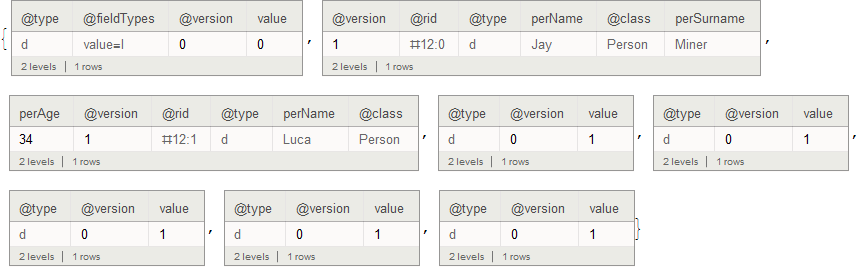 @type @fieldTypes @version value @version @rid @type perName @class perSurname
{ d value=l 0 0 , 1 #12:0 d Jay Person Miner ,
2 levels | 1 rows 2 levels | 1 rows
perAge @version @rid @type perName @class @type @version value @type @version value
34 1 #12:1 d Luca Person , d 0 1 , d 0 1 ,
2 levels | 1 rows 2 levels | 1 rows 2 levels | 1 rows
@type @version value @type @version value @type @version value
d 0 1 , d 0 1 , d 0 1 }
2 levels | 1 rows 2 levels | 1 rows 2 levels | 1 rows